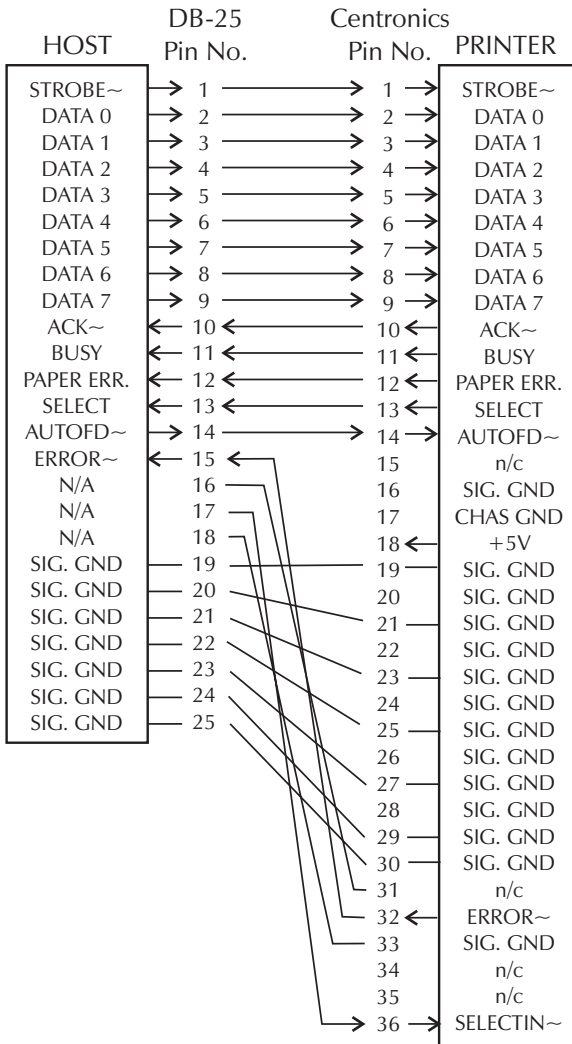 DB-25 Centronics
HOST Pin No. Pin No. PRINTER
STROBE~ 1 1 STROBE~
DATA 0 2 2 DATA 0
DATA 1 3 3 DATA 1
DATA 2 4 4 DATA 2
DATA 3 5 5 DATA 3
DATA 4 6 6 DATA 4
DATA 5 7 7 DATA 5
DATA 6 8 8 DATA 6
DATA 7 9 9 DATA 7
ACK~ 10 10 ACK~
BUSY 11 11 BUSY
PAPER ERR. 12 12 PAPER ERR.
SELECT 13 13 SELECT
AUTOFD~ 14 14 AUTOFD~
ERROR~ 15 15 n/c
N/A 16 16 SIG. GND
N/A 17 17 CHAS GND
N/A 18 18 +5V
SIG. GND 19 19 SIG. GND
SIG. GND 20 20 SIG. GND
SIG. GND 21 21 SIG. GND
SIG. GND 22 22 SIG. GND
SIG. GND 23 23 SIG. GND
SIG. GND 24 24 SIG. GND
SIG. GND 25 25 SIG. GND
26 SIG. GND
27 SIG. GND
28 SIG. GND
29 SIG. GND
30 SIG. GND
31 n/c
32 ERROR~
33 SIG. GND
34 n/c
35 n/c
36 SELECTIN~